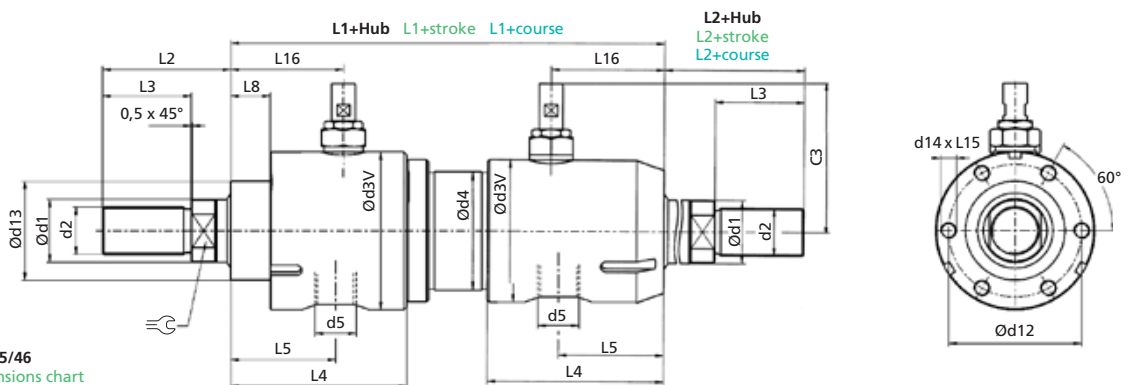 L1+Hub L1+stroke L1+course
L2+Hub
L2+stroke
L2+course
L2
L16
L16
L3
L8
L3
0,5 x 45°
C3
d14 x L15
60°
Ød13
Ød1
d2
Ød3V
Ød4
Ød3V
Ød1
d2
d5
d5
Ød12
L5
L5
L4
L4
5/46
nsions chart